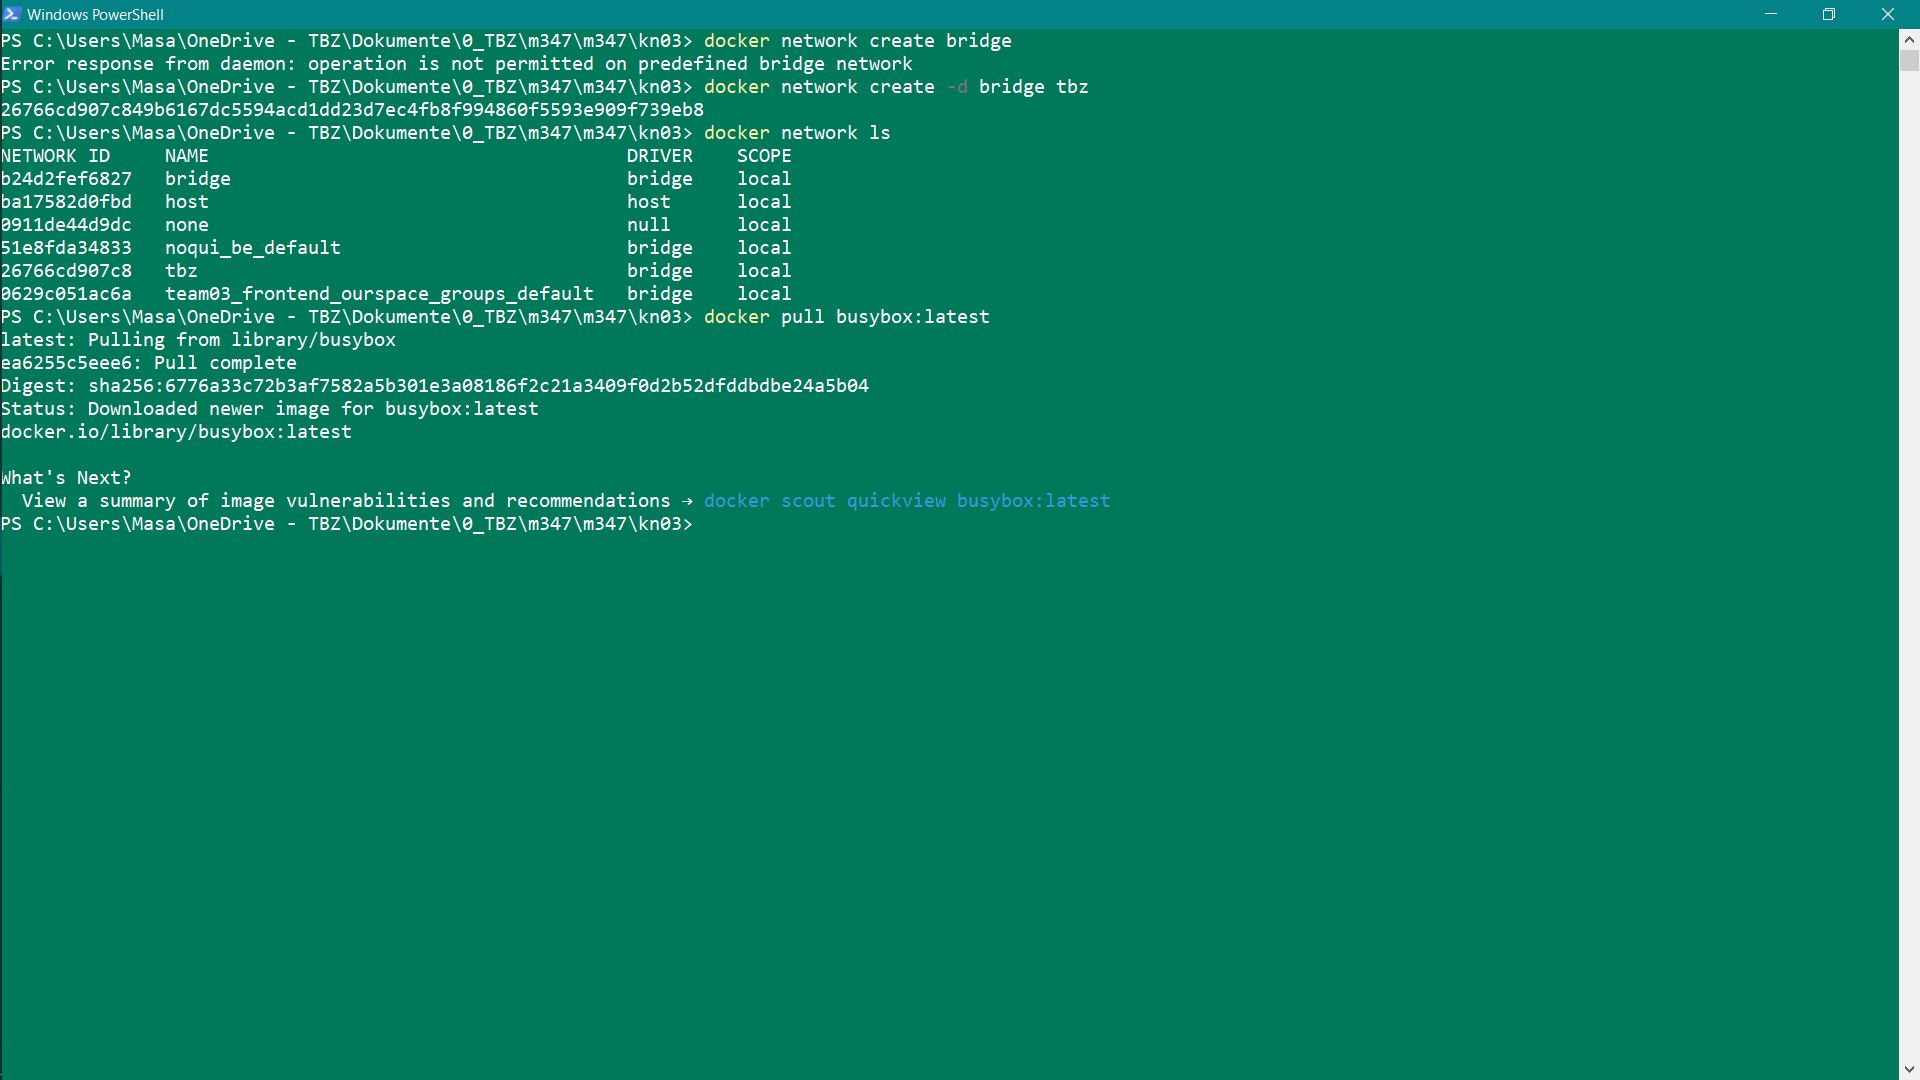 Windows PowerShell
PS C:\Users\Masa\OneDrive - TBZ\Dokumente\0_TBZ\m347\m347\kn03> docker network create bridge
Error response from daemon: operation is not permitted on predefined bridge network
PS C:\Users\Masa\OneDrive - TBZ\Dokumente\0_TBZ\m347\m347\kn03> docker network create -d bridge tbz
26766cd907c849b6167dc5594acd1dd23d7ec4fb8f994860f5593e909f739eb8
PS C:\Users\Masa\OneDrive - TBZ\Dokumente\0_TBZ\m347\m347\kn03> docker network ls
NETWORK ID     NAME                                      DRIVER    SCOPE
b24d2fef6827   bridge                                    bridge    local
ba17582d0fbd   host                                      host      local
0911de44d9dc   none                                      null      local
51e8fda34833   noqui_be_default                          bridge    local
26766cd907c8   tbz                                       bridge    local
0629c051ac6a   team03_frontend_ourspace_groups_default   bridge    local
PS C:\Users\Masa\OneDrive - TBZ\Dokumente\0_TBZ\m347\m347\kn03> docker pull busybox:latest
latest: Pulling from library/busybox
ea6255c5eee6: Pull complete
Digest: sha256:6776a33c72b3af7582a5b301e3a08186f2c21a3409f0d2b52dfddbdbe24a5b04
Status: Downloaded newer image for busybox:latest
docker.io/library/busybox:latest
What's Next?
  View a summary of image vulnerabilities and recommendations → docker scout quickview busybox:latest
PS C:\Users\Masa\OneDrive - TBZ\Dokumente\0_TBZ\m347\m347\kn03>